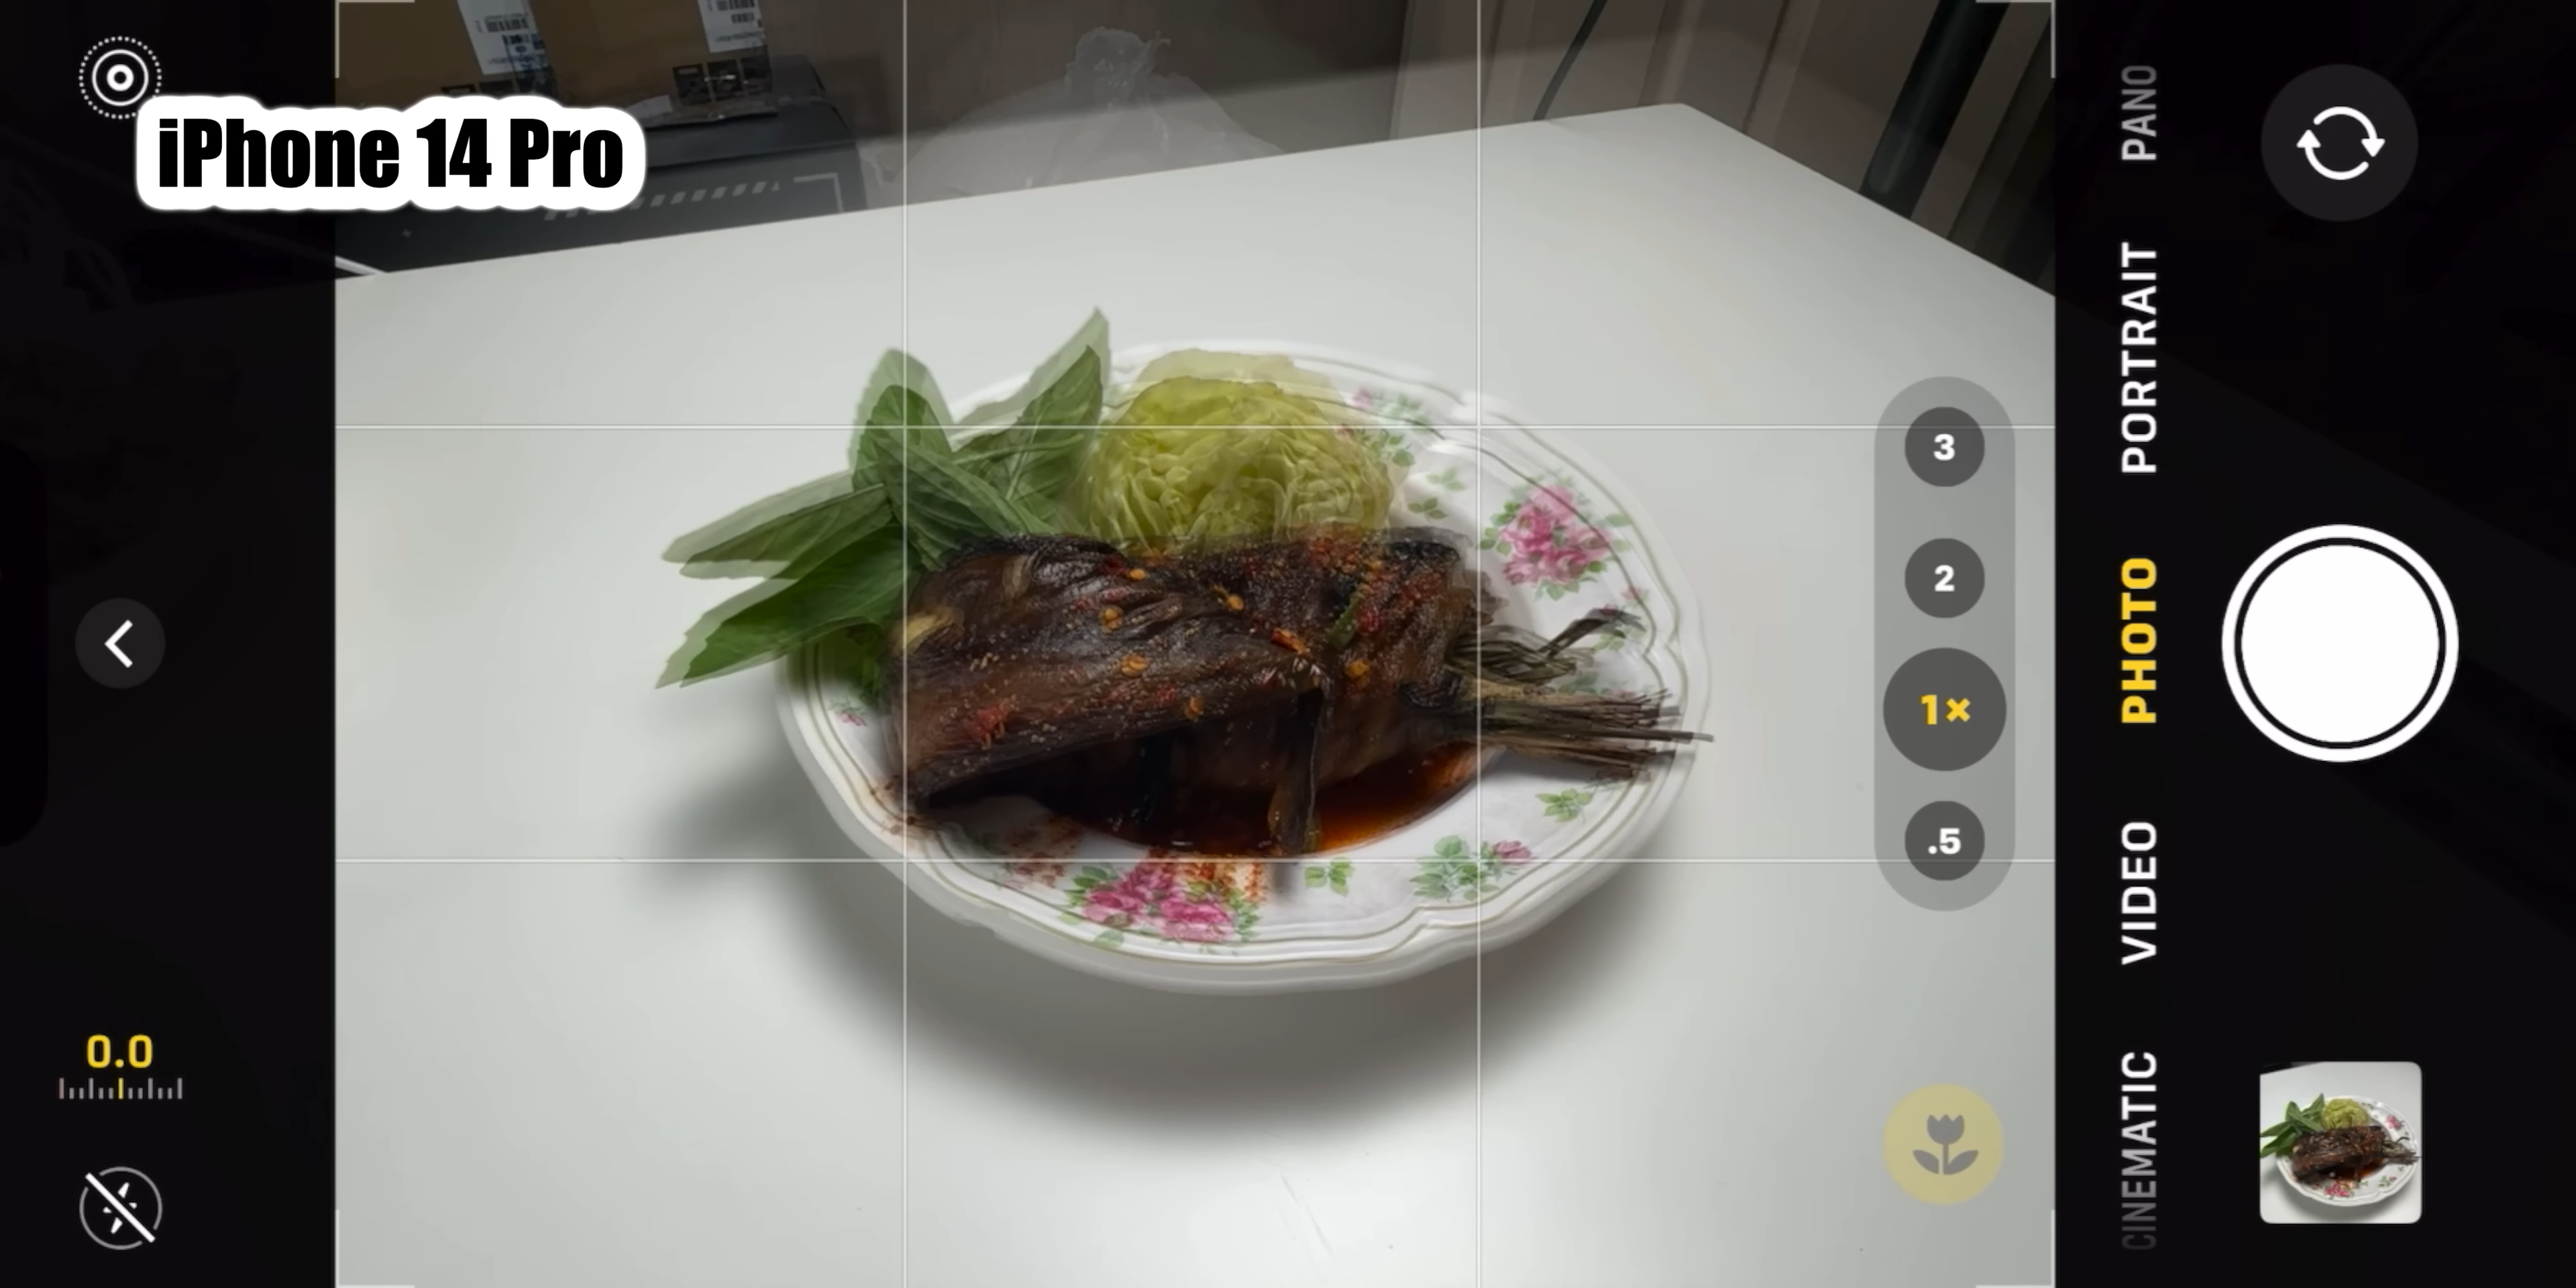 iPhone 14 Pro
0.0
3
2
1×
.5
PANO
PORTRAIT
PHOTO
VIDEO
CINEMATIC